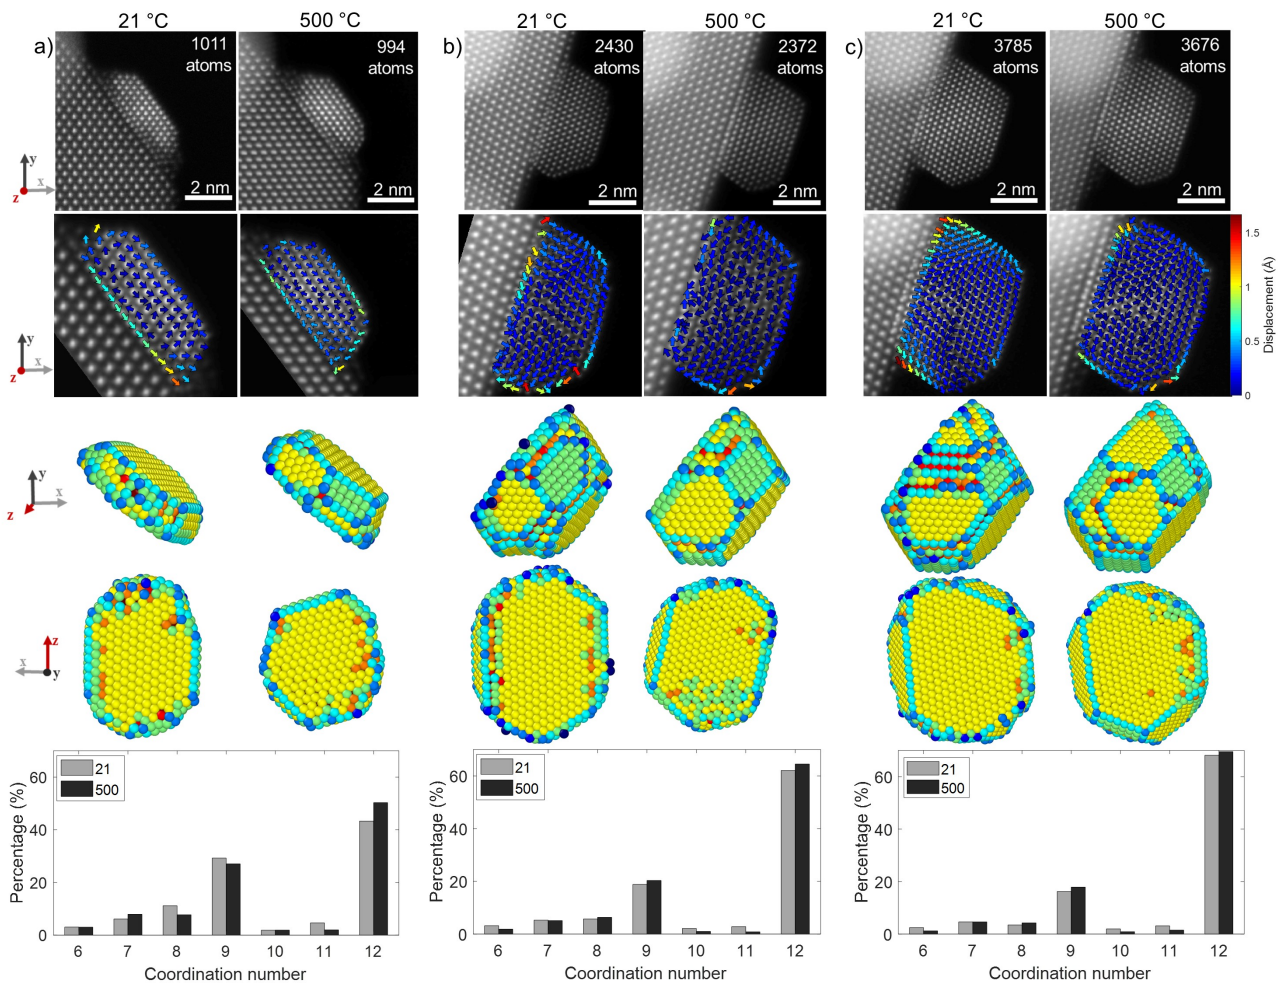 21 °C
500 °C
21 °C
500 °C
21 °C
500 °C
a)
1011
atoms
994
atoms
b)
2430
atoms
2372
atoms
c)
3785
atoms
3676
atoms
y
x
z
2 nm
2 nm
2 nm
2 nm
2 nm
2 nm
y
x
z
1.5
1
0.5
0
Displacement (Å)
y
x
z
z
x
y
21
500
60
40
20
0
Percentage (%)
6 7 8 9 10 11 12
Coordination number
21
500
60
40
20
0
Percentage (%)
6 7 8 9 10 11 12
Coordination number
21
500
60
40
20
0
Percentage (%)
6 7 8 9 10 11 12
Coordination number